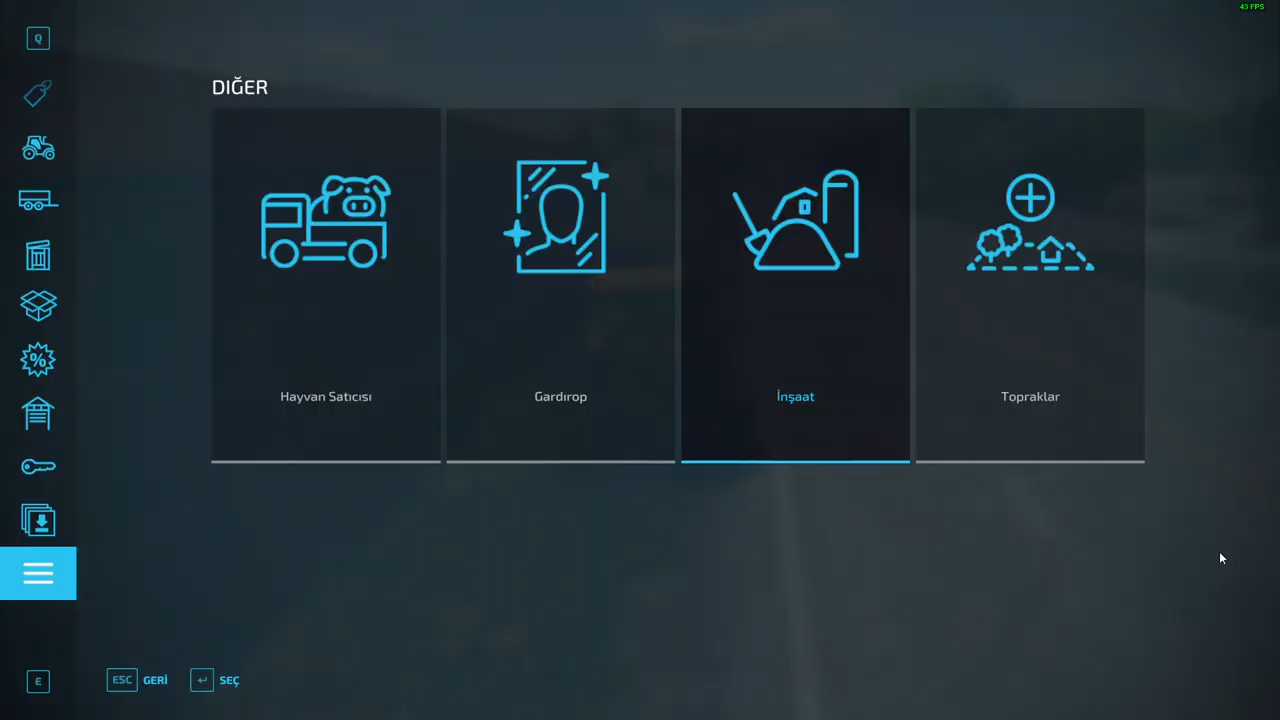 43 FPS
Q
DIĞER
Hayvan Satıcısı
Gardırop
İnşaat
Topraklar
%
E
ESC GERİ
SEÇ